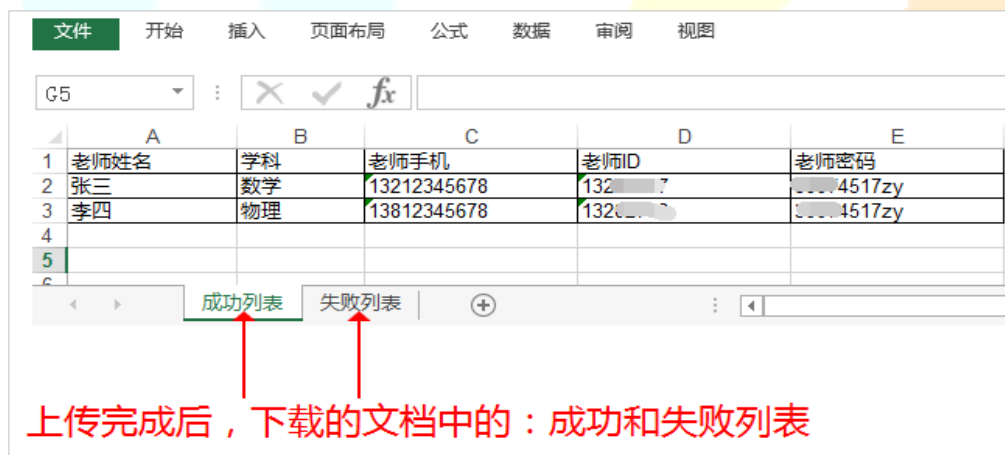 文件 开始 插入 页面布局 公式 数据 审阅 视图
G5 fx
A B C D E
1 老师姓名 学科 老师手机 老师ID 老师密码
2 张三 数学 13212345678 132 7 4517zy
3 李四 物理 13812345678 132 4517zy
4
5
6
成功列表 失败列表
上传完成后，下载的文档中的：成功和失败列表